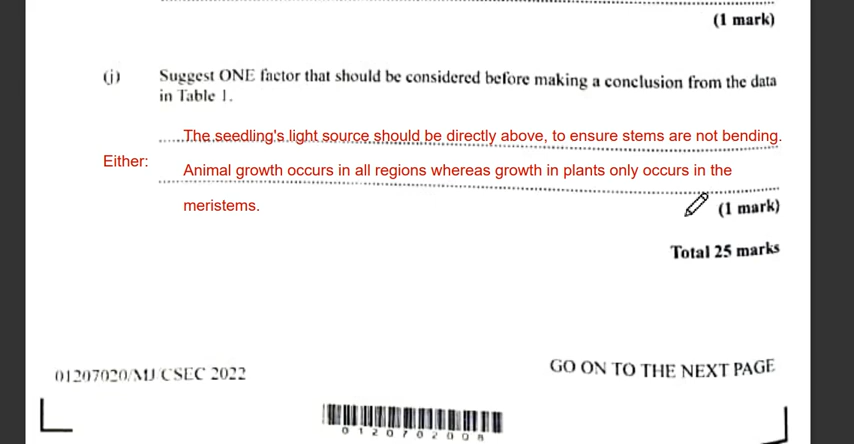 (1 mark)
(j) Suggest ONE factor that should be considered before making a conclusion from the data
in Table 1.
The seedling's light source should be directly above, to ensure stems are not bending.
Either:
Animal growth occurs in all regions whereas growth in plants only occurs in the
meristems.
(1 mark)
Total 25 marks
GO ON TO THE NEXT PAGE
01207020/MJ/CSEC 2022